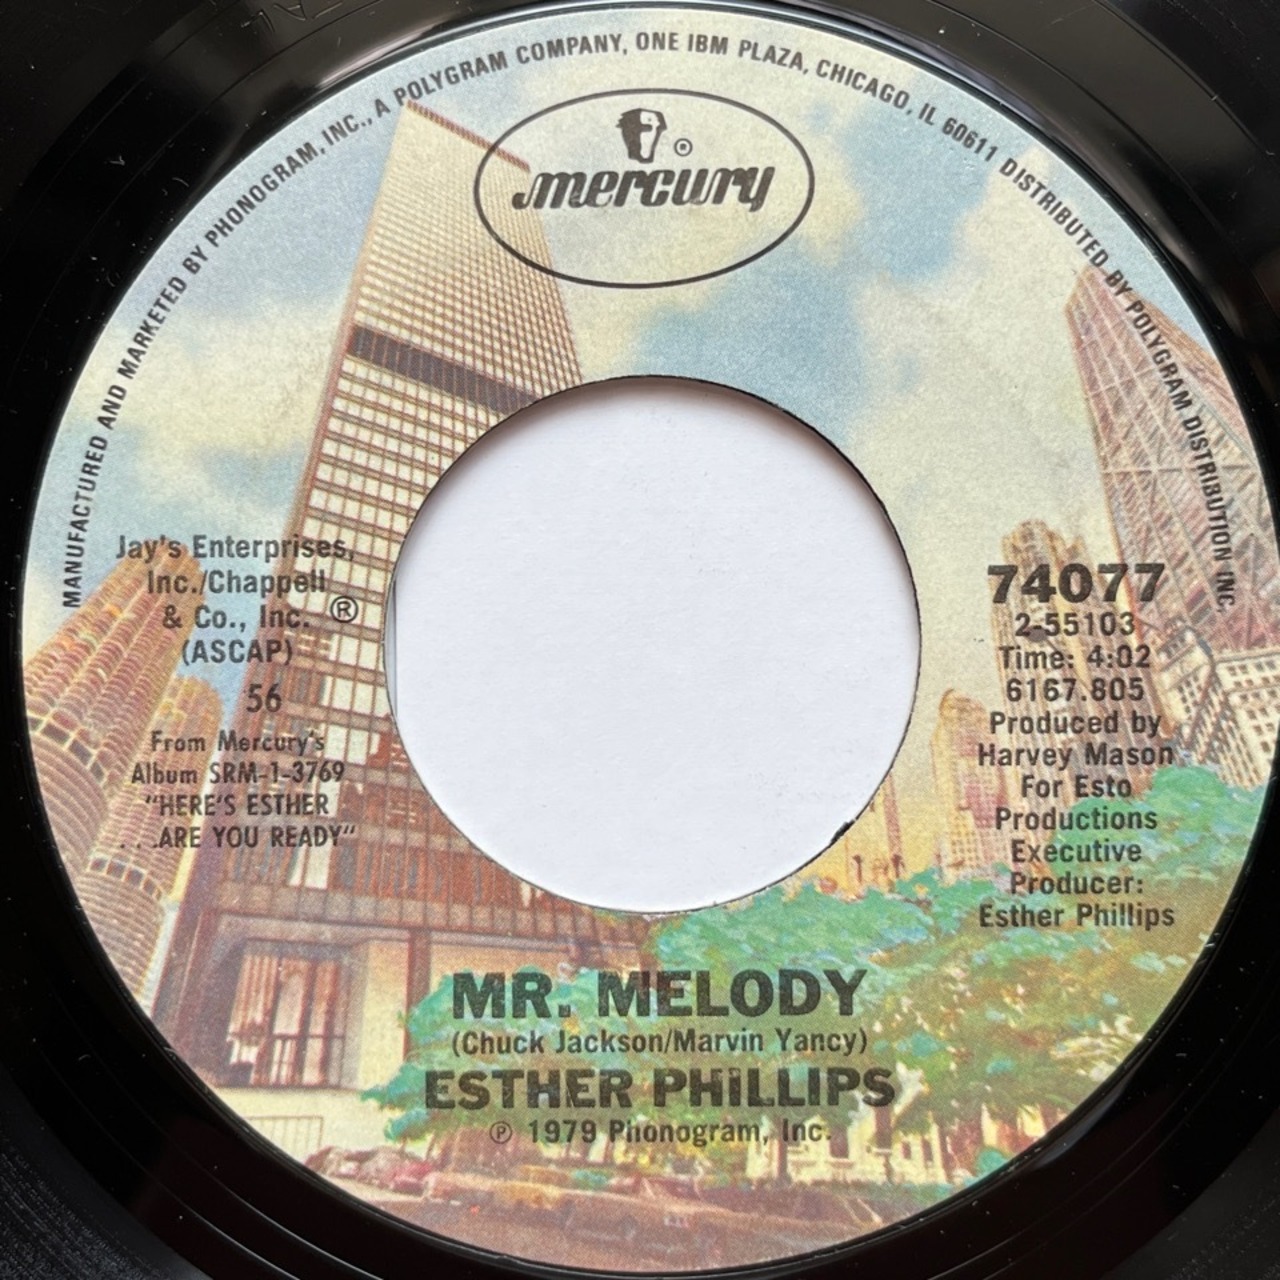 MANUFACTURED AND MARKETED BY PHONOGRAM, INC., A POLYGRAM COMPANY, ONE IBM PLAZA, CHICAGO, IL 60611 DISTRIBUTED BY POLYGRAM DISTRIBUTION INC.
®
mercury
Jay's Enterprises,
Inc./Chappell
& Co., Inc. ®
(ASCAP)
56
From Mercury's
Album SRM-1-3769
"HERE'S ESTHER
. . .ARE YOU READY"
74077
2-55103
Time: 4:02
6167.805
Produced by
Harvey Mason
For Esto
Productions
Executive
Producer:
Esther Phillips
MR. MELODY
(Chuck Jackson/Marvin Yancy)
ESTHER PHILLIPS
℗ 1979 Phonogram, Inc.